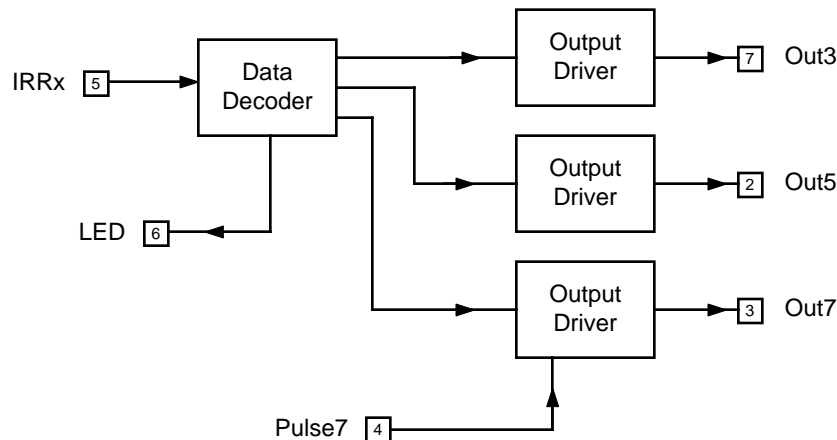 IRRx
5
Data
Decoder
Output
Driver
7
Out3
Output
Driver
2
Out5
LED
6
Output
Driver
3
Out7
Pulse7
4